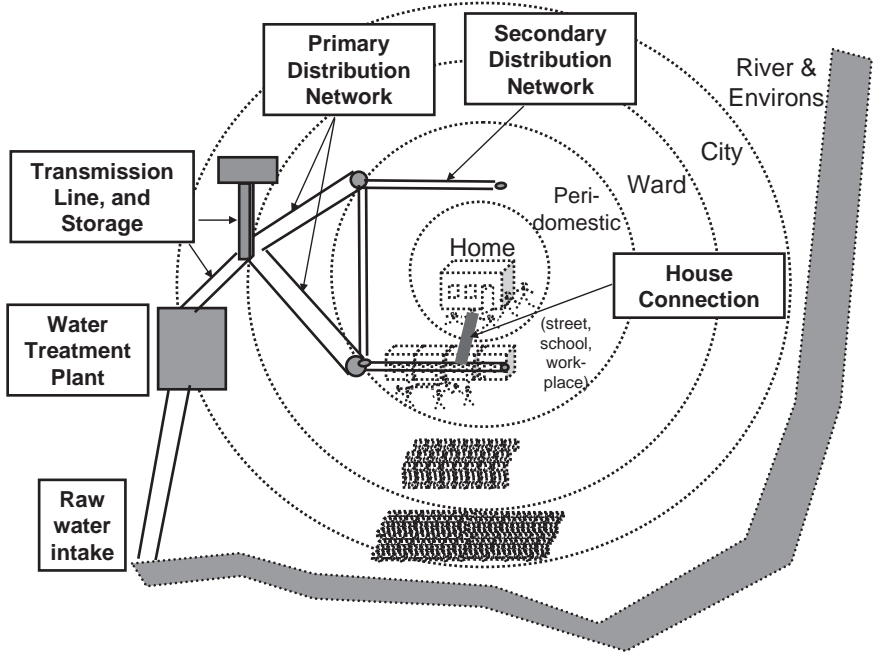 Primary
Distribution
Network
Secondary
Distribution
Network
River &
Environs
Transmission
Line, and
Storage
City
Ward
Peri-
domestic
Home
House
Connection
Water
Treatment
Plant
(street,
school,
work-
place)
Raw
water
intake